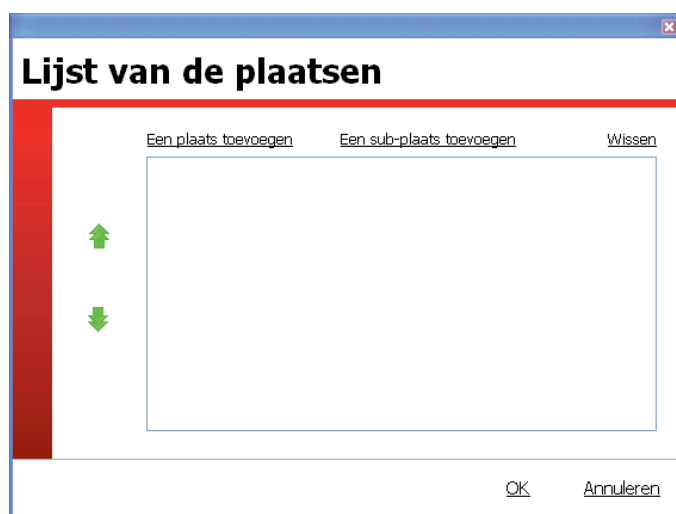 Lijst van de plaatsen
Een plaats toevoegen Een sub-plaats toevoegen Wissen
OK Annuleren